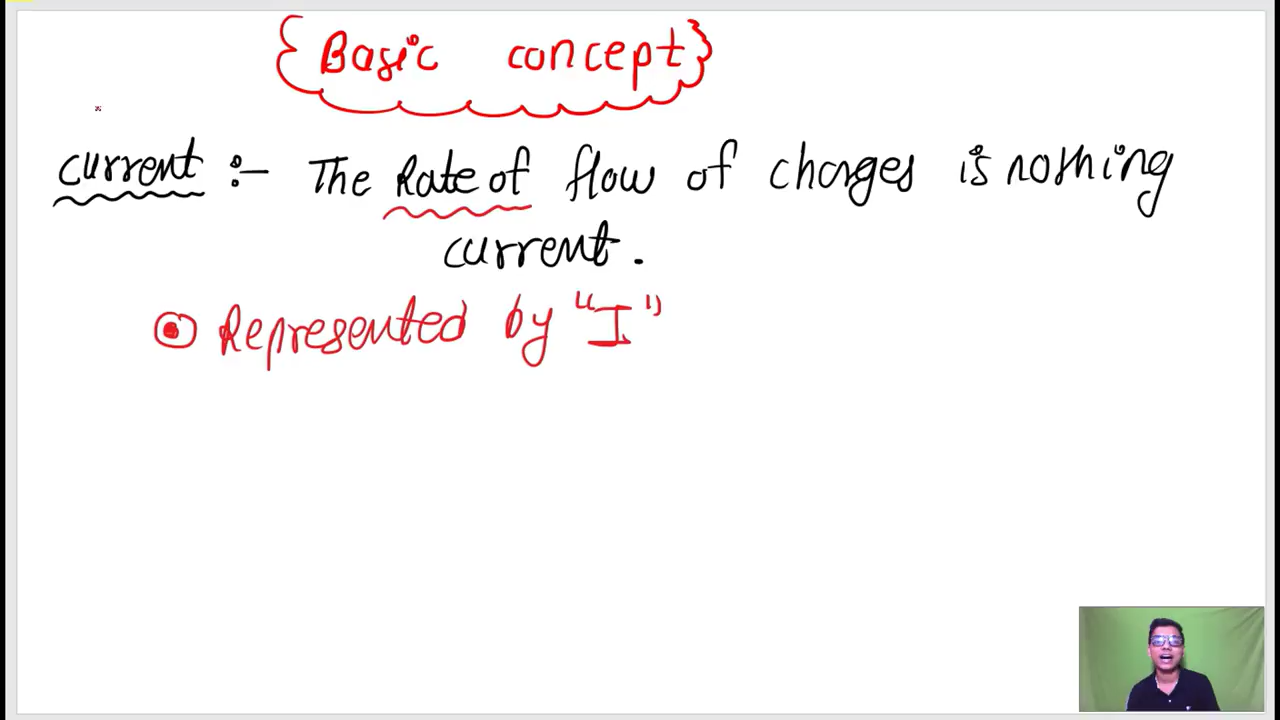 {Basic concept}
current :- The Rate of flow of charges is nothing
current.
Represented by "I"